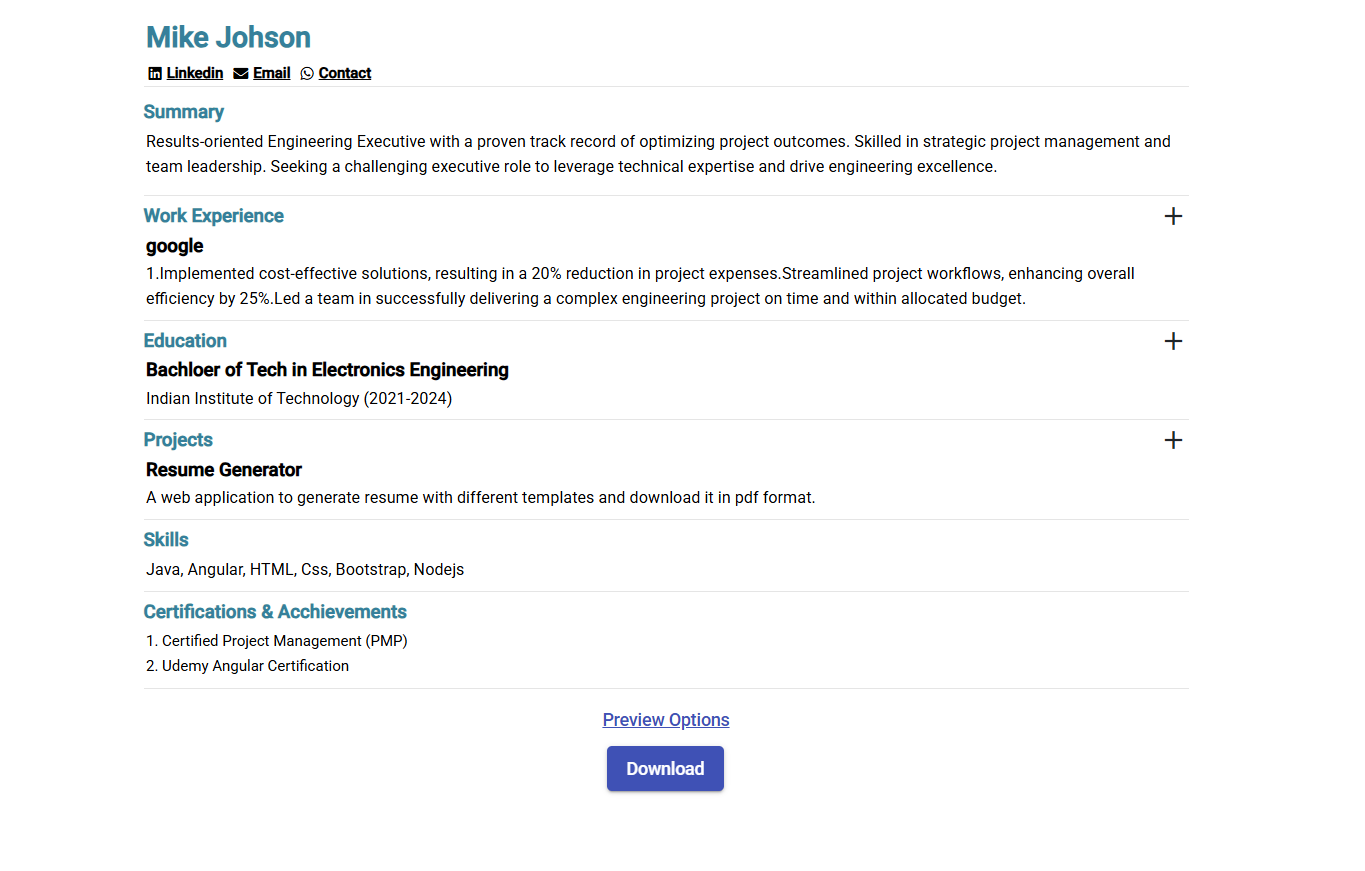 Mike Johson
Linkedin Email Contact
Summary
Results-oriented Engineering Executive with a proven track record of optimizing project outcomes. Skilled in strategic project management and
team leadership. Seeking a challenging executive role to leverage technical expertise and drive engineering excellence.
Work Experience
google
1.Implemented cost-effective solutions, resulting in a 20% reduction in project expenses.Streamlined project workflows, enhancing overall
efficiency by 25%.Led a team in successfully delivering a complex engineering project on time and within allocated budget.
Education
Bachloer of Tech in Electronics Engineering
Indian Institute of Technology (2021-2024)
Projects
Resume Generator
A web application to generate resume with different templates and download it in pdf format.
Skills
Java, Angular, HTML, Css, Bootstrap, Nodejs
Certifications & Acchievements
1. Certified Project Management (PMP)
2. Udemy Angular Certification
Preview Options
Download